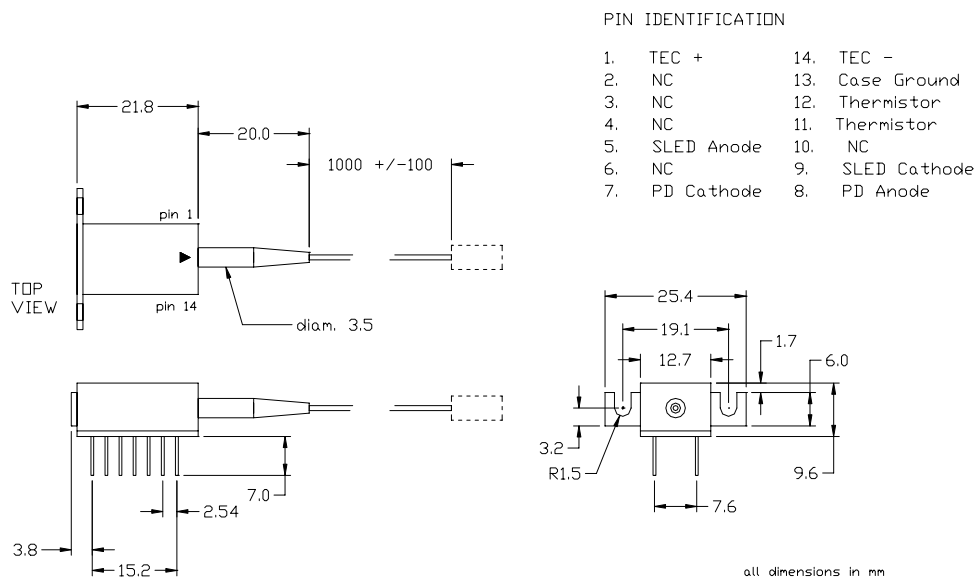 PIN IDENTIFICATION
1. TEC + 14. TEC -
2. NC 13. Case Ground
3. NC 12. Thermistor
4. NC 11. Thermistor
5. SLED Anode 10. NC
6. NC 9. SLED Cathode
7. PD Cathode 8. PD Anode
21.8
20.0
1000 +/-100
pin 1
TOP
VIEW
pin 14
diam. 3.5
25.4
19.1
12.7
1.7
6.0
3.2
R1.5
9.6
7.6
7.0
2.54
3.8
15.2
all dimensions in mm